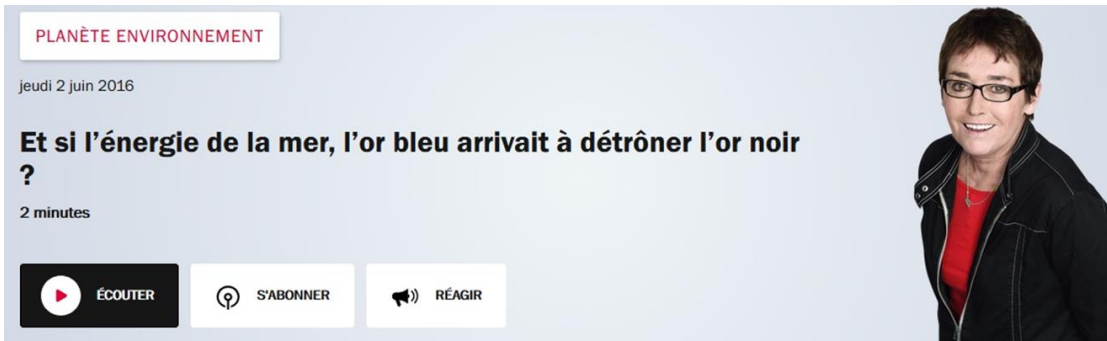 PLANÈTE ENVIRONNEMENT
jeudi 2 juin 2016
Et si l’énergie de la mer, l’or bleu arrivait à détrôner l’or noir
?
2 minutes
ÉCOUTER S'ABONNER RÉAGIR